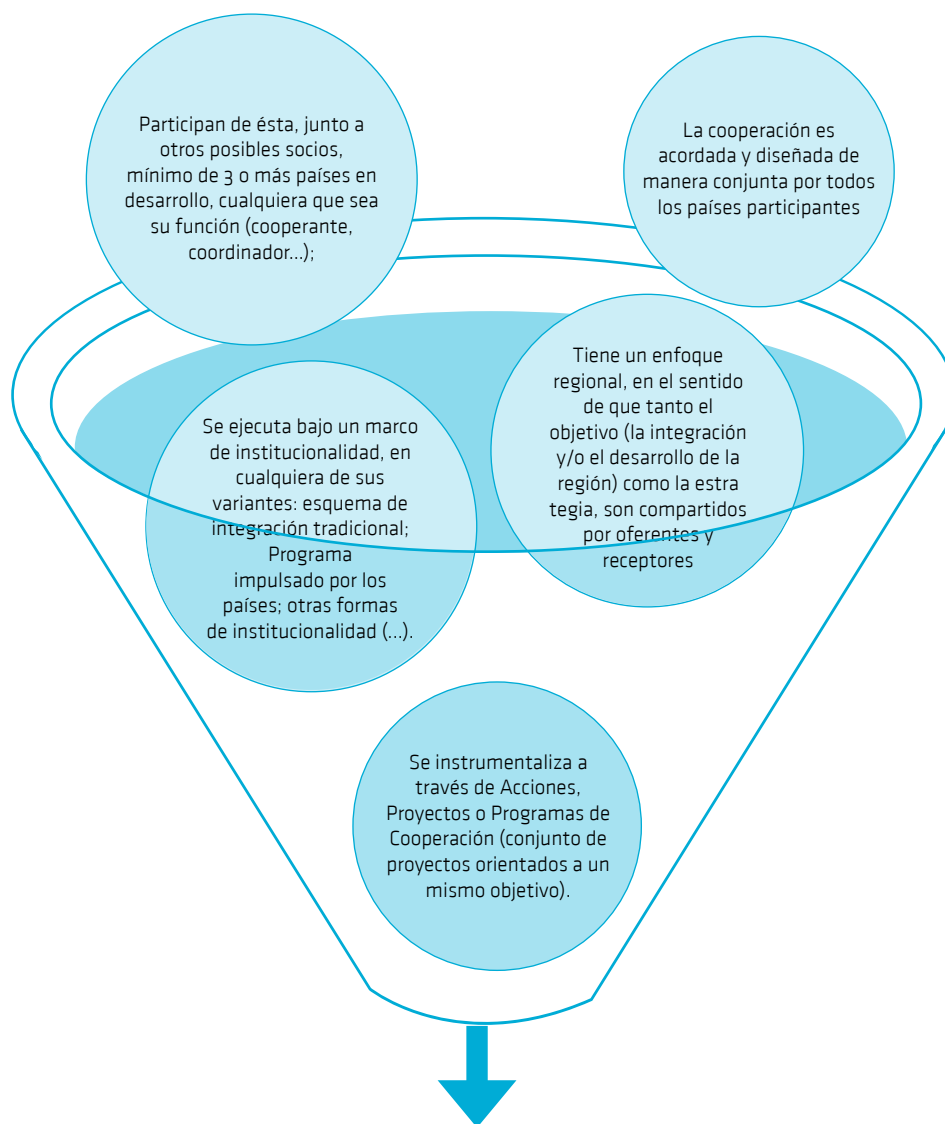 Participan de ésta, junto a
otros posibles socios,
mínimo de 3 o más países en
desarrollo, cualquiera que sea
su función (cooperante,
coordinador...);
La cooperación es
acordada y diseñada de
manera conjunta por todos
los países participantes
Se ejecuta bajo un marco
de institucionalidad, en
cualquiera de sus
variantes: esquema de
integración tradicional;
Programa
impulsado por los
países; otras formas
de institucionalidad (...).
Tiene un enfoque
regional, en el sentido
de que tanto el
objetivo (la integración
y/o el desarrollo de la
región) como la estra
tegia, son compartidos
por oferentes y
receptores
Se instrumentaliza a
través de Acciones,
Proyectos o Programas de
Cooperación (conjunto de
proyectos orientados a un
mismo objetivo).